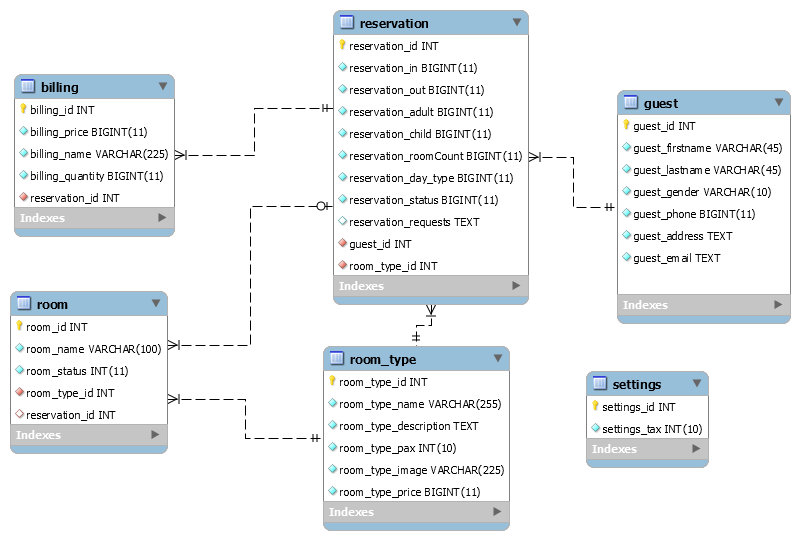 reservation
reservation_id INT
reservation_in BIGINT(11)
reservation_out BIGINT(11)
reservation_adult BIGINT(11)
reservation_child BIGINT(11)
reservation_roomCount BIGINT(11)
reservation_day_type BIGINT(11)
reservation_status BIGINT(11)
reservation_requests TEXT
guest_id INT
room_type_id INT
Indexes
billing
billing_id INT
billing_price BIGINT(11)
billing_name VARCHAR(225)
billing_quantity BIGINT(11)
reservation_id INT
Indexes
guest
guest_id INT
guest_firstname VARCHAR(45)
guest_lastname VARCHAR(45)
guest_gender VARCHAR(10)
guest_phone BIGINT(11)
guest_address TEXT
guest_email TEXT
Indexes
room
room_id INT
room_name VARCHAR(100)
room_status INT(11)
room_type_id INT
reservation_id INT
Indexes
room_type
room_type_id INT
room_type_name VARCHAR(255)
room_type_description TEXT
room_type_pax INT(10)
room_type_image VARCHAR(225)
room_type_price BIGINT(11)
Indexes
settings
settings_id INT
settings_tax INT(10)
Indexes